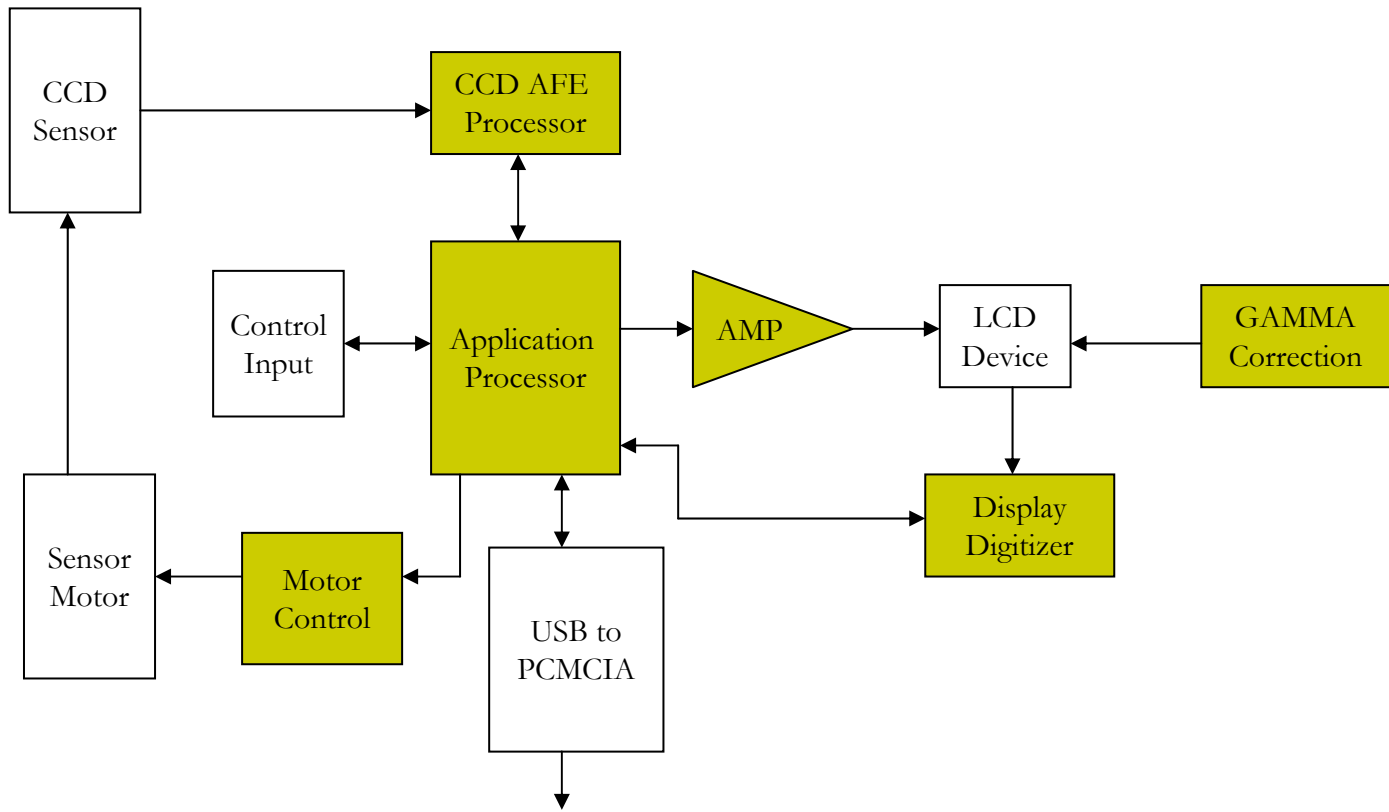 CCD
Sensor
CCD AFE
Processor
Control
Input
Application
Processor
AMP
LCD
Device
GAMMA
Correction
Display
Digitizer
Sensor
Motor
Motor
Control
USB to
PCMCIA